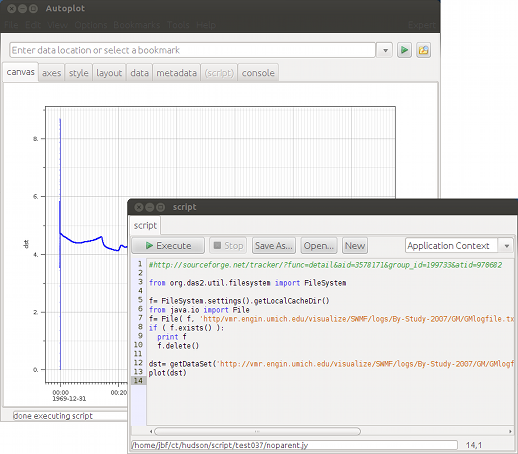 Autoplot
File Edit View Options Bookmarks Tools Help
Expert
Enter data location or select a bookmark
canvas axes style layout data metadata (script) console
8.
6.
4.
2.
0.
dst
00:00 00:20
1969-12-31
done executing script
script
script
Execute Stop Save As... Open... New Application Context
1 #http://sourceforge.net/tracker/?func=detail&aid=3578171&group_id=199733&atid=970682
2
3 from org.das2.util.filesystem import FileSystem
4
5 f= FileSystem.settings().getLocalCacheDir()
6 from java.io import File
7 f= File( f, 'http/vmr.engin.umich.edu/visualize/SWMF/logs/By-Study-2007/GM/GMlogfile.tx
8 if ( f.exists() ):
9 print f
10 f.delete()
11
12 dst= getDataSet('http://vmr.engin.umich.edu/visualize/SWMF/logs/By-Study-2007/GM/GMlogf
13 plot(dst)
14
/home/jbf/ct/hudson/script/test037/noparent.jy
14,1